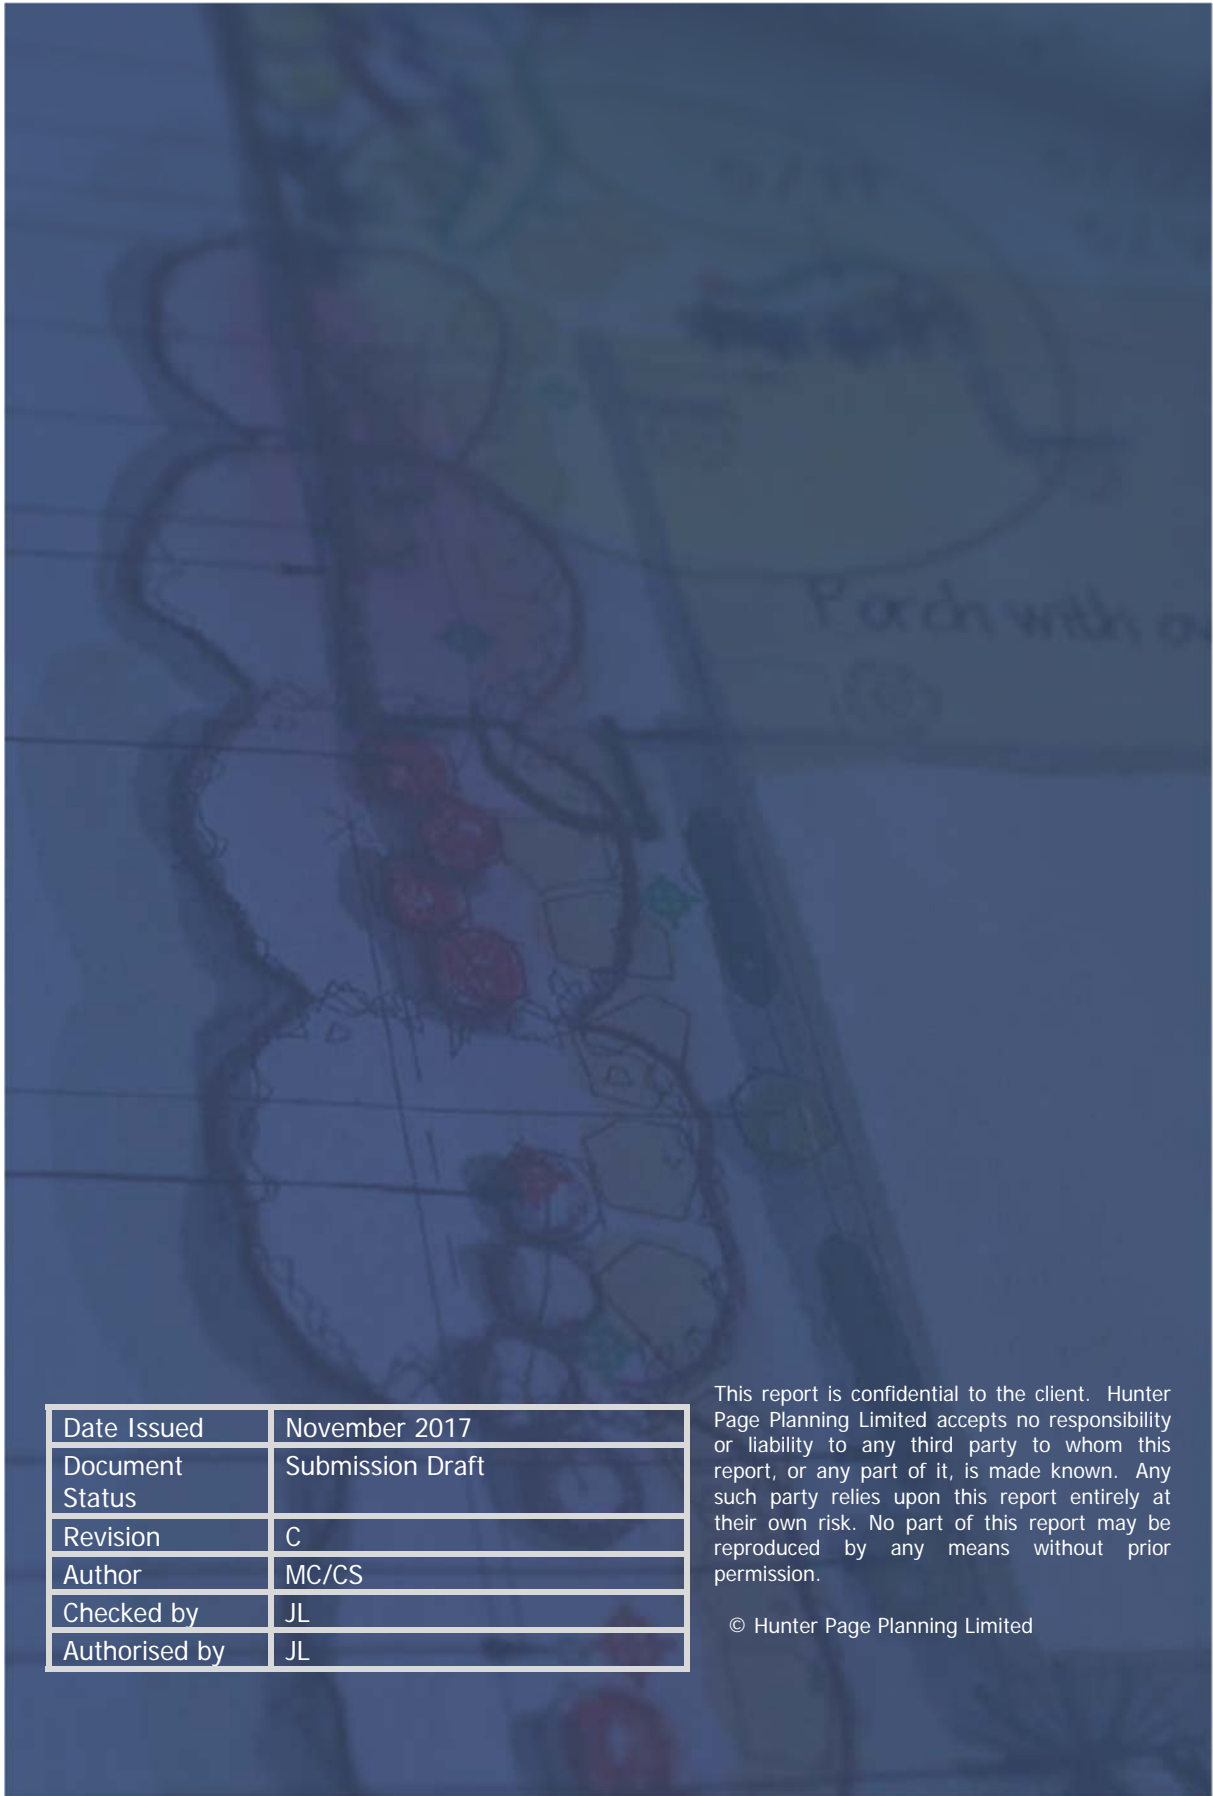 Porch with
Date Issued November 2017
Document Submission Draft
Status
Revision C
Author MC/CS
Checked by JL
Authorised by JL
This report is confidential to the client. Hunter
Page Planning Limited accepts no responsibility
or liability to any third party to whom this
report, or any part of it, is made known. Any
such party relies upon this report entirely at
their own risk. No part of this report may be
reproduced by any means without prior
permission.
© Hunter Page Planning Limited